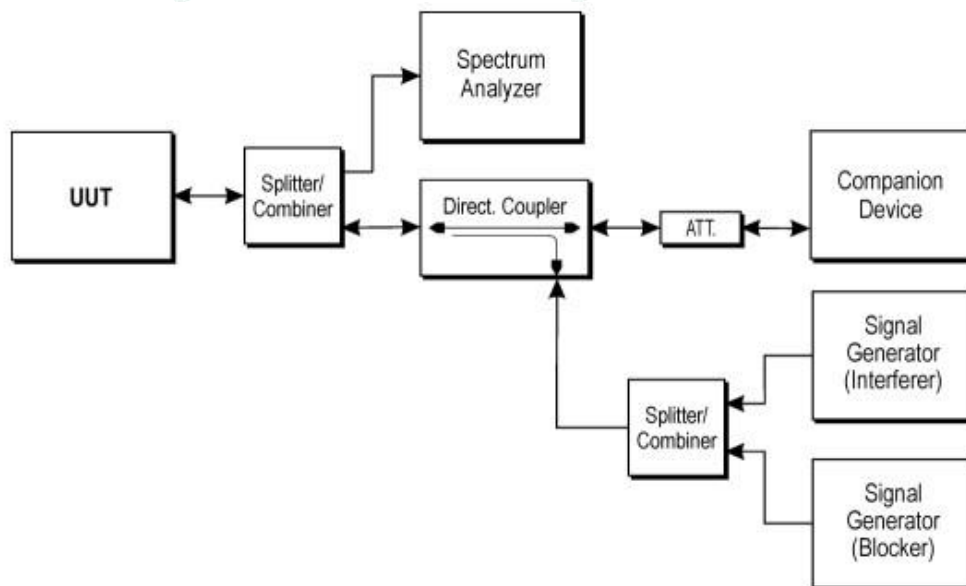 Spectrum
Analyzer
UUT
Splitter/
Combiner
Direct. Coupler
ATT.
Companion
Device
Signal
Generator
(Interferer)
Splitter/
Combiner
Signal
Generator
(Blocker)